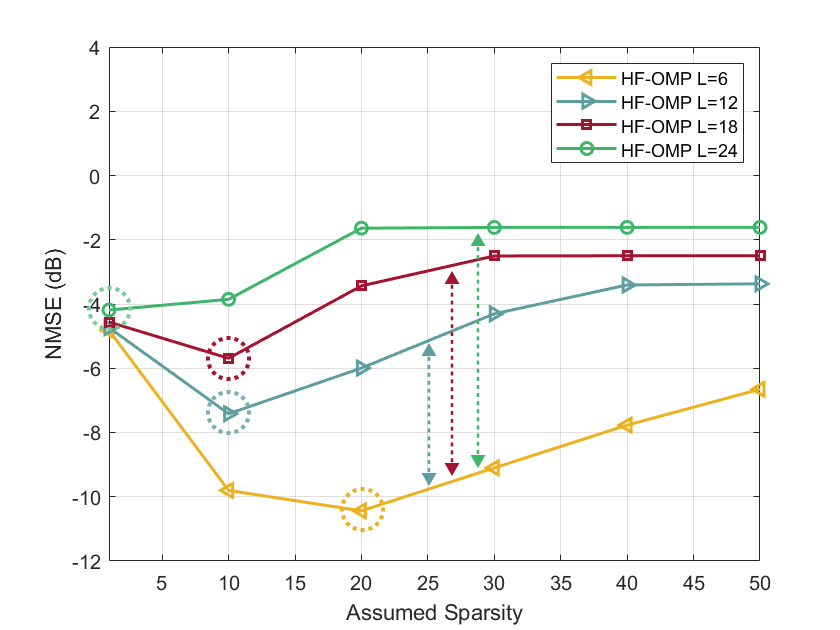 4
2
0
-2
-4
-6
-8
-10
-12
NMSE (dB)
HF-OMP L=6
HF-OMP L=12
HF-OMP L=18
HF-OMP L=24
5 10 15 20 25 30 35 40 45 50
Assumed Sparsity